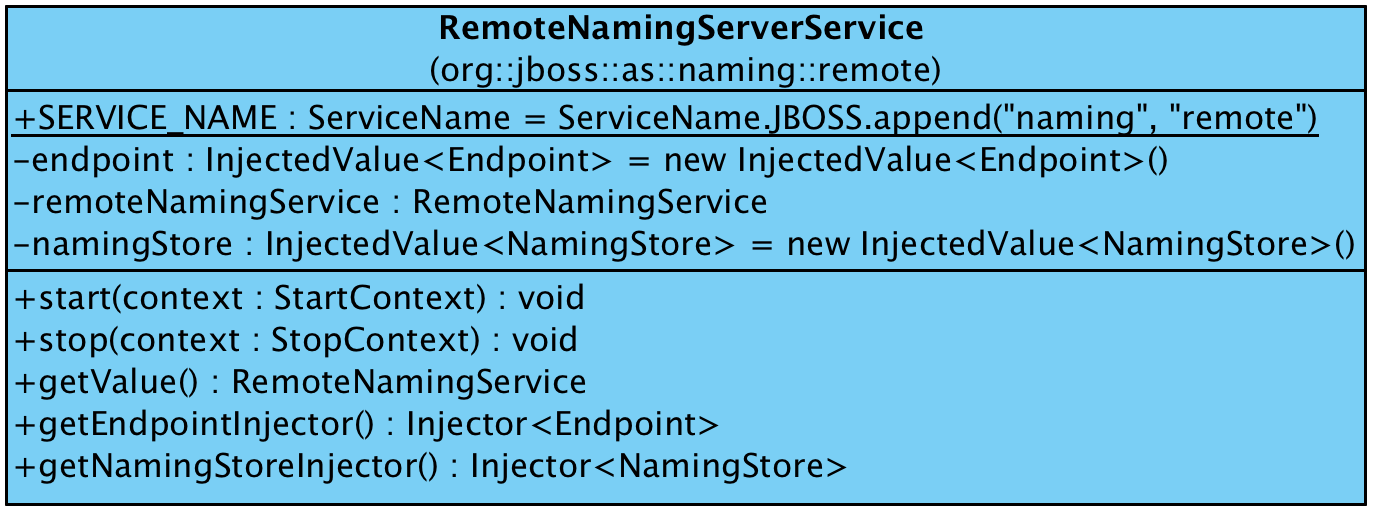 RemoteNamingServerService
(org::jboss::as::naming::remote)
+SERVICE_NAME : ServiceName = ServiceName.JBOSS.append("naming", "remote")
-endpoint : InjectedValue<Endpoint> = new InjectedValue<Endpoint>()
-remoteNamingService : RemoteNamingService
-namingStore : InjectedValue<NamingStore> = new InjectedValue<NamingStore>()
+start(context : StartContext) : void
+stop(context : StopContext) : void
+getValue() : RemoteNamingService
+getEndpointInjector() : Injector<Endpoint>
+getNamingStoreInjector() : Injector<NamingStore>